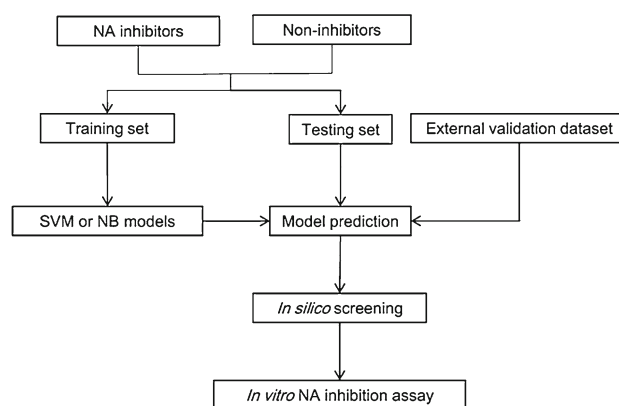 NA inhibitors
Non-inhibitors
Training set
Testing set
External validation dataset
SVM or NB models
Model prediction
In silico screening
In vitro NA inhibition assay